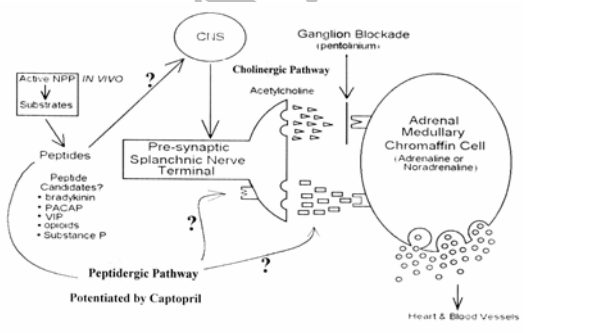 CNS
Ganglion Blockade
(pentolinium)
Active NPP IN VIVO
Substrates
?
Cholinergic Pathway
Acetylcholine
Peptides
Pre-synaptic
Splanchnic Nerve
Terminal
Adrenal
Medullary
Chromaffin Cell
(Adrenaline or
Noradrenaline)
Peptide
Candidates?
• bradykinin
• PACAP
• VIP
• opioids
• Substance P
?
?
Peptidergic Pathway
Potentiated by Captopril
Heart & Blood Vessels